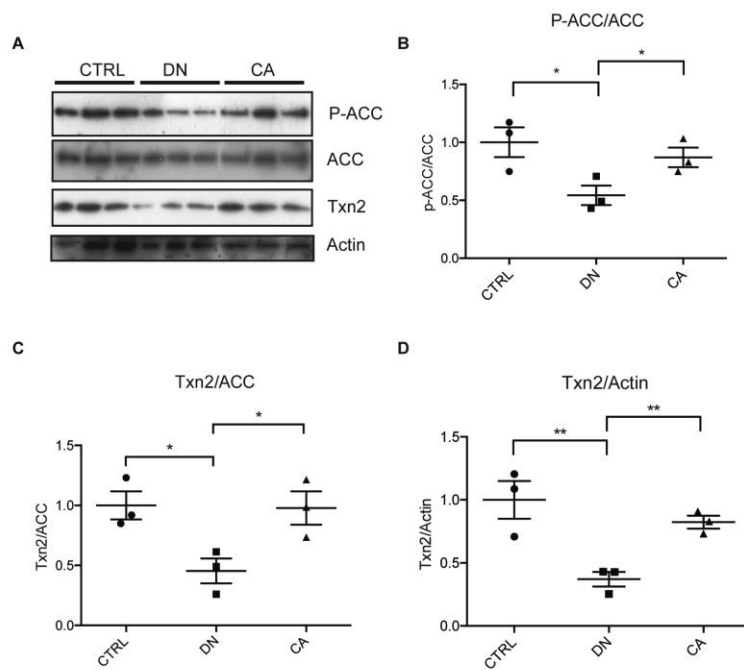 A
CTRL DN CA
P-ACC
ACC
Txn2
Actin
B
P-ACC/ACC
*
*
p-ACC/ACC
1.5
1.0
0.5
0.0
CTRL
DN
CA
C
Txn2/ACC
*
*
Txn2/ACC
1.5
1.0
0.5
0.0
CTRL
DN
CA
D
Txn2/Actin
**
**
Txn2/Actin
1.5
1.0
0.5
0.0
CTRL
DN
CA